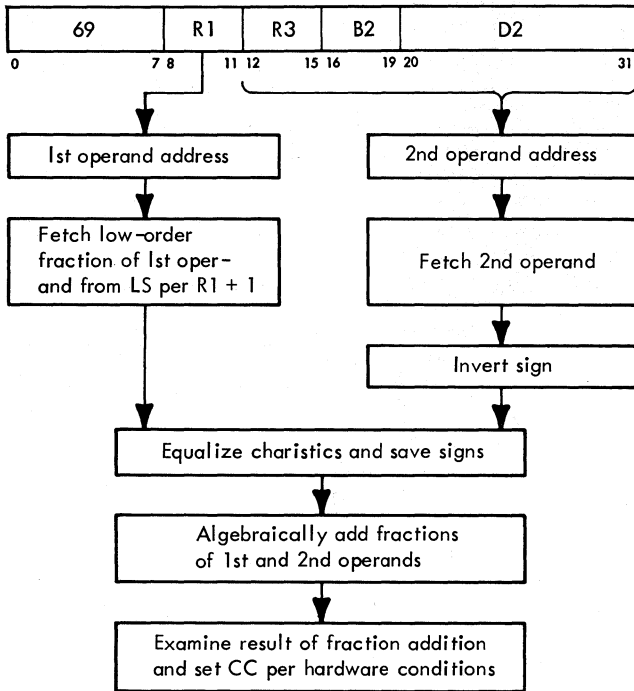 69 R1 R3 B2 D2
0 7 8 11 12 15 16 19 20 31
1st operand address
2nd operand address
Fetch low-order
fraction of 1st oper-
and from LS per R1 + 1
Fetch 2nd operand
Invert sign
Equalize charistics and save signs
Algebraically add fractions
of 1st and 2nd operands
Examine result of fraction addition
and set CC per hardware conditions